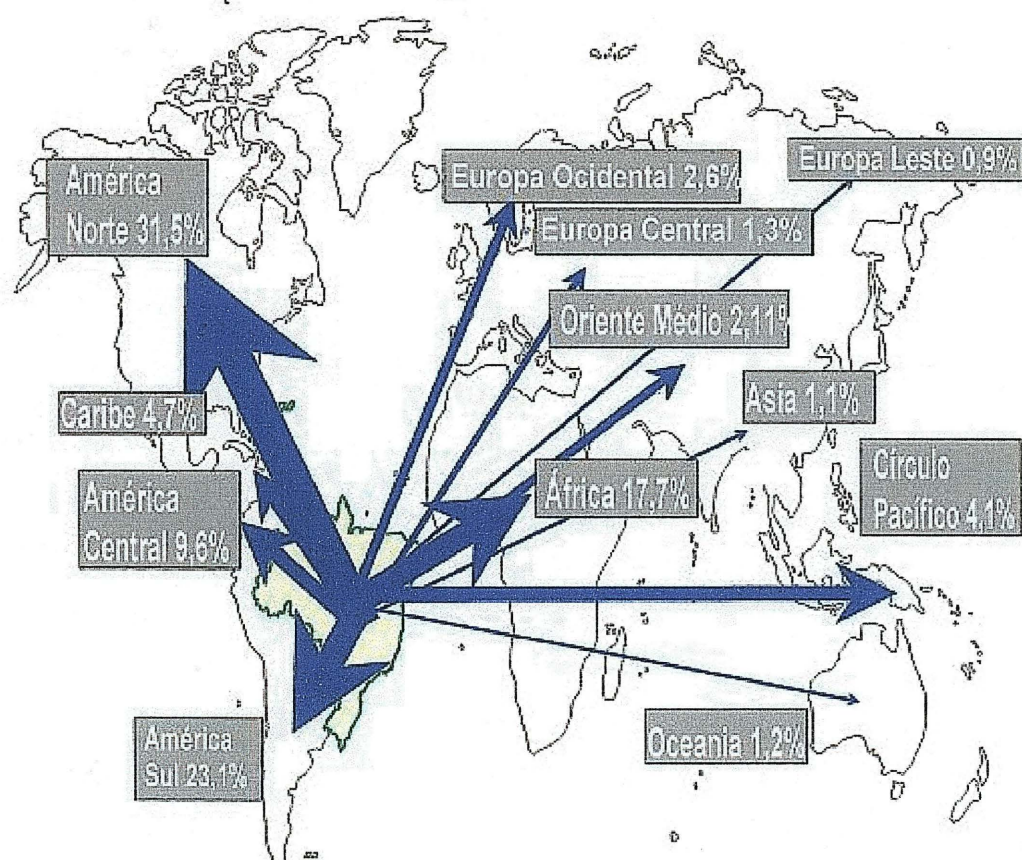 América
Norte 31,5%
Europa Ocidental 2,6%
Europa Leste 0,9%
Europa Central 1,3%
Oriente Médio 2,11%
Caribe 4,7%
Asia 1,1%
América
Central 9,6%
África 17,7%
Círculo
Pacífico 4,1%
América
Sul 23,1%
Oceania 1,2%